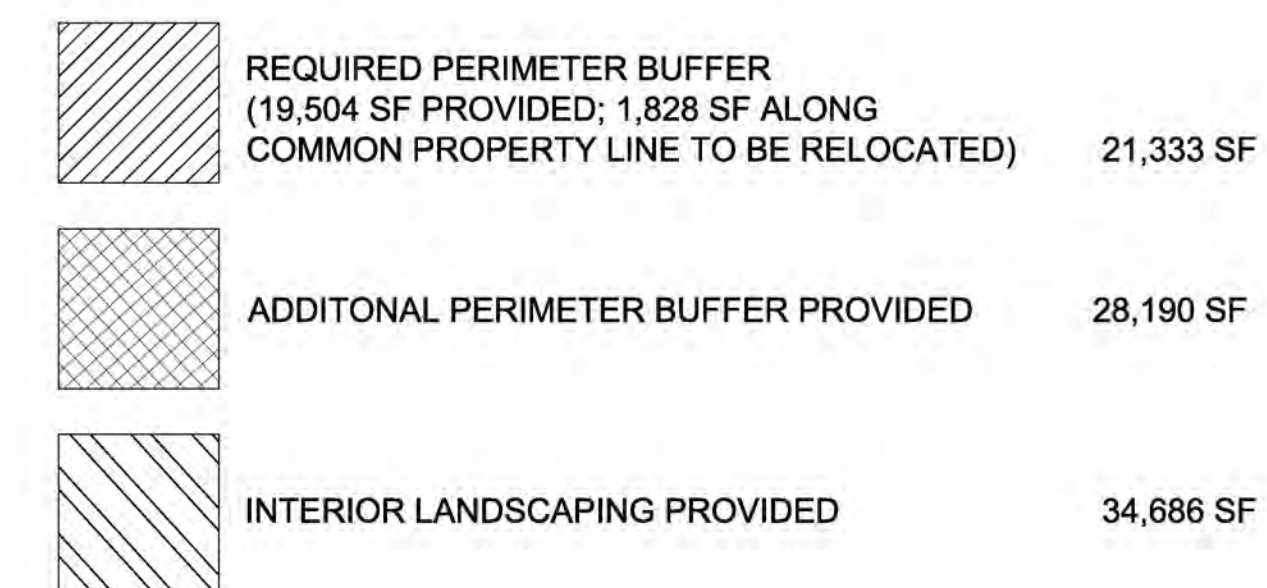 REQUIRED PERIMETER BUFFER
(19,504 SF PROVIDED; 1,828 SF ALONG
COMMON PROPERTY LINE TO BE RELOCATED) 21,333 SF
ADDITONAL PERIMETER BUFFER PROVIDED 28,190 SF
INTERIOR LANDSCAPING PROVIDED 34,686 SF